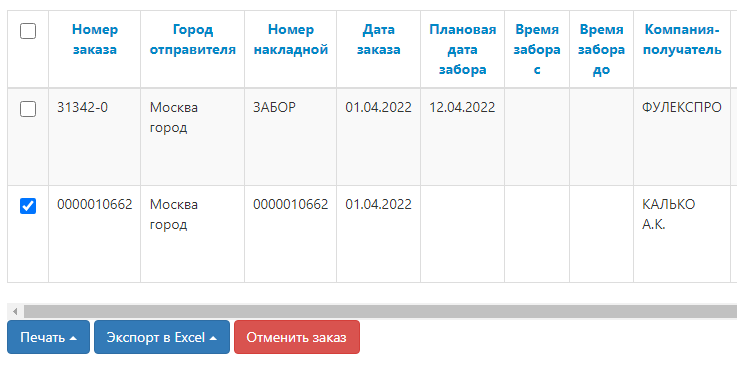 Номер заказа
Город отправителя
Номер накладной
Дата заказа
Плановая дата забора
Время забора с
Время забора до
Компания-получатель
31342-0
Москва город
ЗАБОР
01.04.2022
12.04.2022
ФУЛЕКСПРО
0000010662
Москва город
0000010662
01.04.2022
КАЛЬКО А.К.
Печать
Экспорт в Excel
Отменить заказ